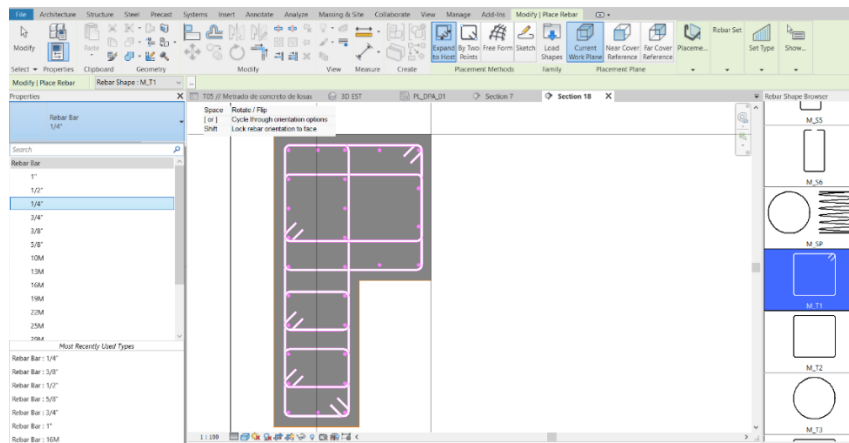 File Architecture Structure Steel Precast Systems Insert Annotate Analyze Massing & Site Collaborate View Manage Add-Ins Modify | Place Rebar
Modify
Paste
Expand to Host
By Two Points
Free Form
Sketch
Load Shapes
Current Work Plane
Near Cover Reference
Far Cover Reference
Placeme...
Rebar Set
Set Type
Show...
Select Properties Clipboard Geometry Modify View Measure Create Placement Methods Family Placement Plane
Modify | Place Rebar Rebar Shape : M_T1
Properties X
T05 // Metrado de concreto de losas 3D EST PL_DPA_01 Section 7 Section 18 X
Rebar Shape Browser
Rebar Bar
1/4"
Space Rotate / Flip
[ or ] Cycle through orientation options
Shift Lock rebar orientation to face
Search
Rebar Bar
1"
1/2"
1/4"
3/4"
3/8"
5/8"
10M
13M
16M
19M
22M
25M
29M
Most Recently Used Types
Rebar Bar : 1/4"
Rebar Bar : 3/8"
Rebar Bar : 1/2"
Rebar Bar : 5/8"
Rebar Bar : 3/4"
Rebar Bar : 1"
Rebar Bar : 16M
M_S5
M_S6
M_SP
M_T1
M_T2
M_T3
1 : 100